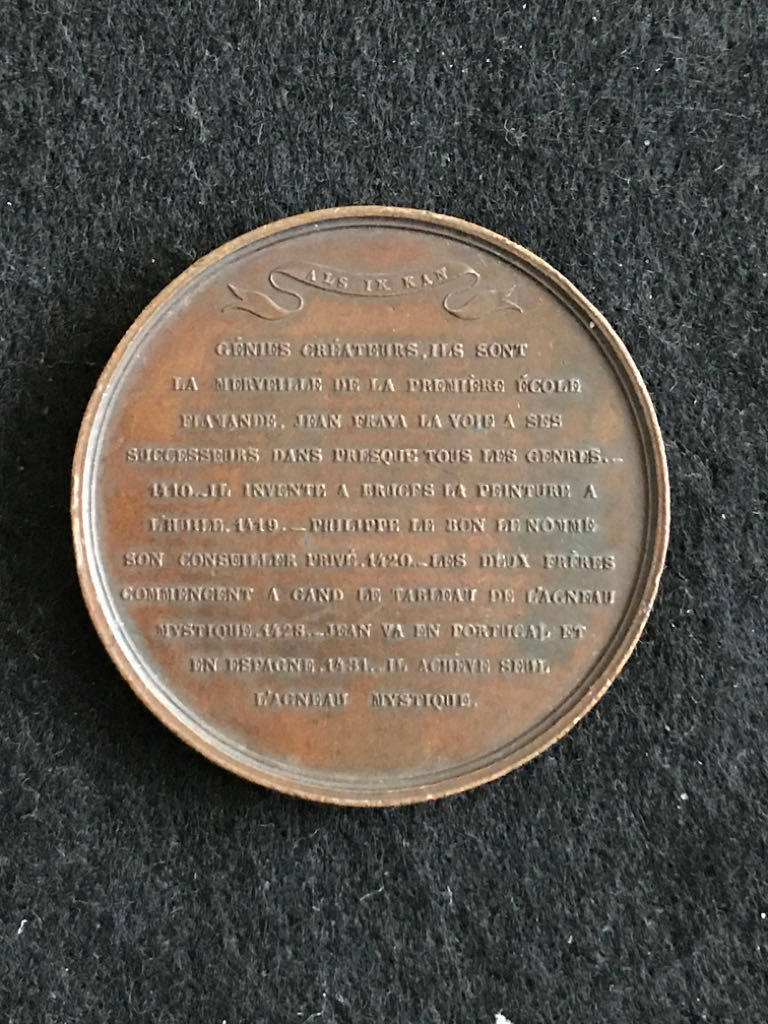 ALS IK KAN.
GÉNIES CRÉATEURS, ILS SONT
LA MERVEILLE DE LA PREMIÈRE ÉCOLE
FLAMANDE. JEAN FRAYA LA VOIE A SES
SUCCESSEURS DANS PRESQUE TOUS LES GENRES.—
1410.—IL INVENTE A BRUGES LA PEINTURE A
L'HUILE. 1419.—PHILIPPE LE BON LE NOMME
SON CONSEILLER PRIVÉ. 1420.—LES DEUX FRÈRES
COMMENCENT A GAND LE TABLEAU DE L'AGNEAU
MYSTIQUE. 1428.—JEAN VA EN PORTUGAL ET
EN ESPAGNE. 1431.—IL ACHEVE SEUL
L'AGNEAU MYSTIQUE.